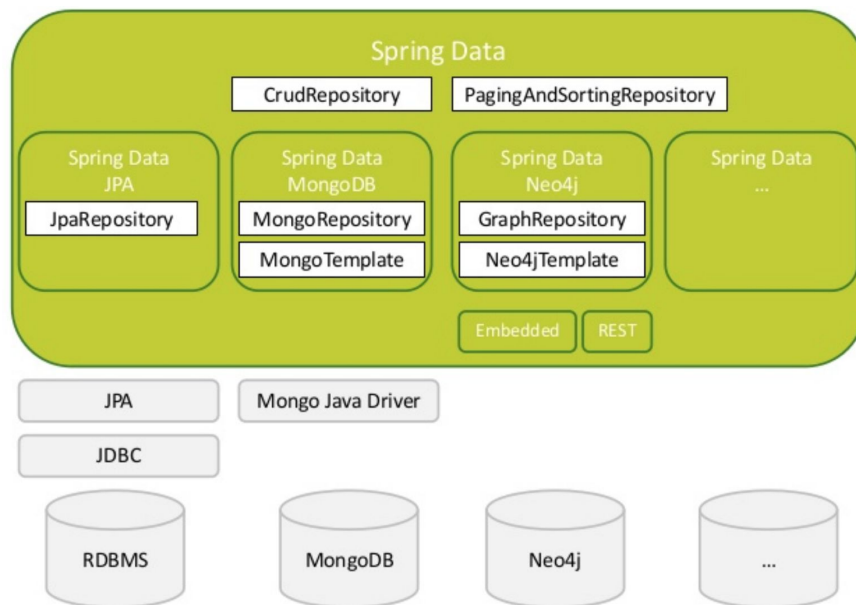 Spring Data
CrudRepository
PagingAndSortingRepository
Spring Data
JPA
JpaRepository
Spring Data
MongoDB
MongoRepository
MongoTemplate
Spring Data
Neo4j
GraphRepository
Neo4jTemplate
Spring Data
...
Embedded
REST
JPA
Mongo Java Driver
JDBC
RDBMS
MongoDB
Neo4j
...